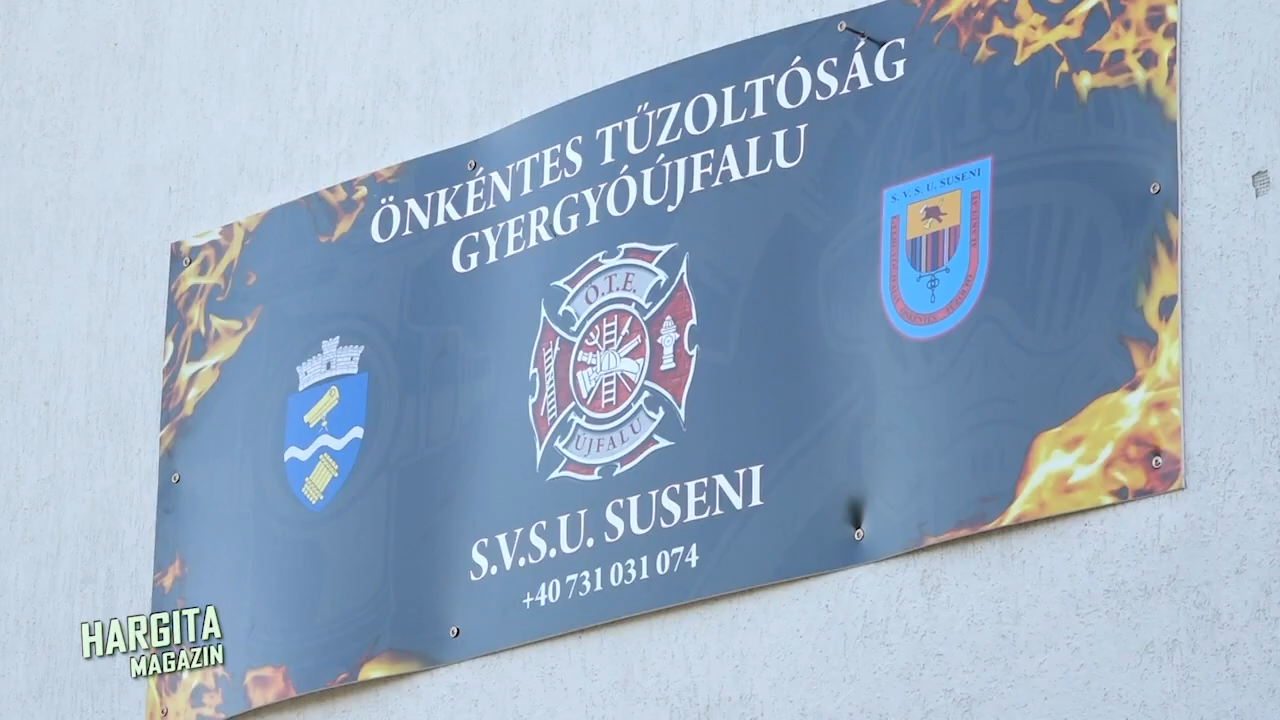 ÖNKÉNTES TŰZOLTÓSÁG
GYERGYÓÚJFALU
S. V. S. U. SUSENI
Ö.T.E.
ÚJFALU
S.V.S.U. SUSENI
+40 731 031 074
HARGITA
MAGAZIN